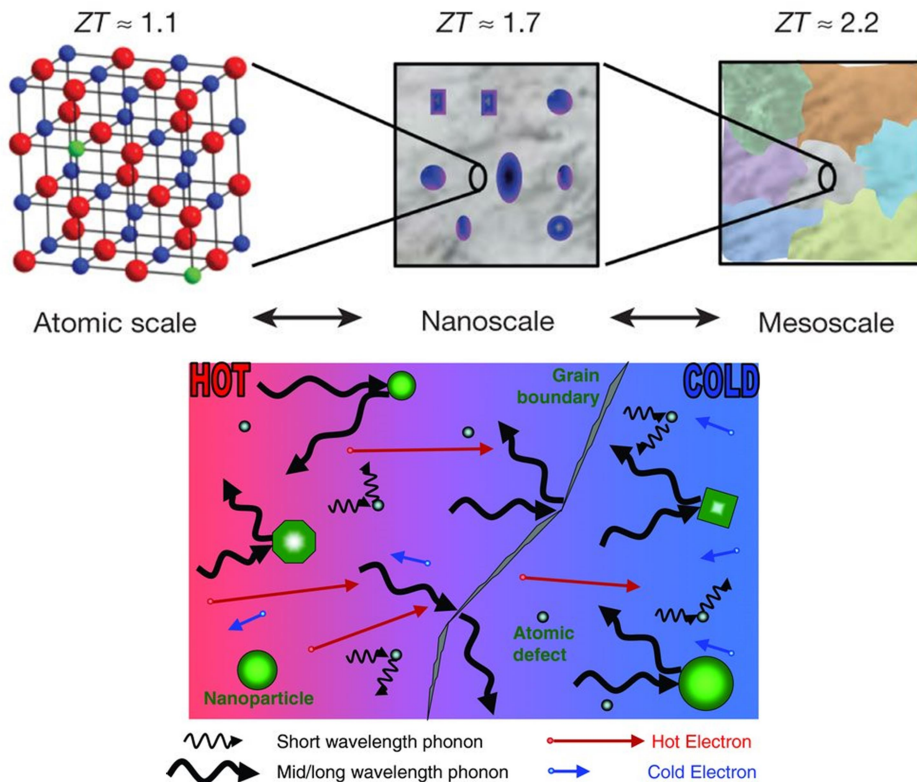 ZT ≈ 1.1
ZT ≈ 1.7
ZT ≈ 2.2
Atomic scale
Nanoscale
Mesoscale
HOT
Grain
boundary
COLD
Atomic
defect
Nanoparticle
Short wavelength phonon
Hot Electron
Mid/long wavelength phonon
Cold Electron